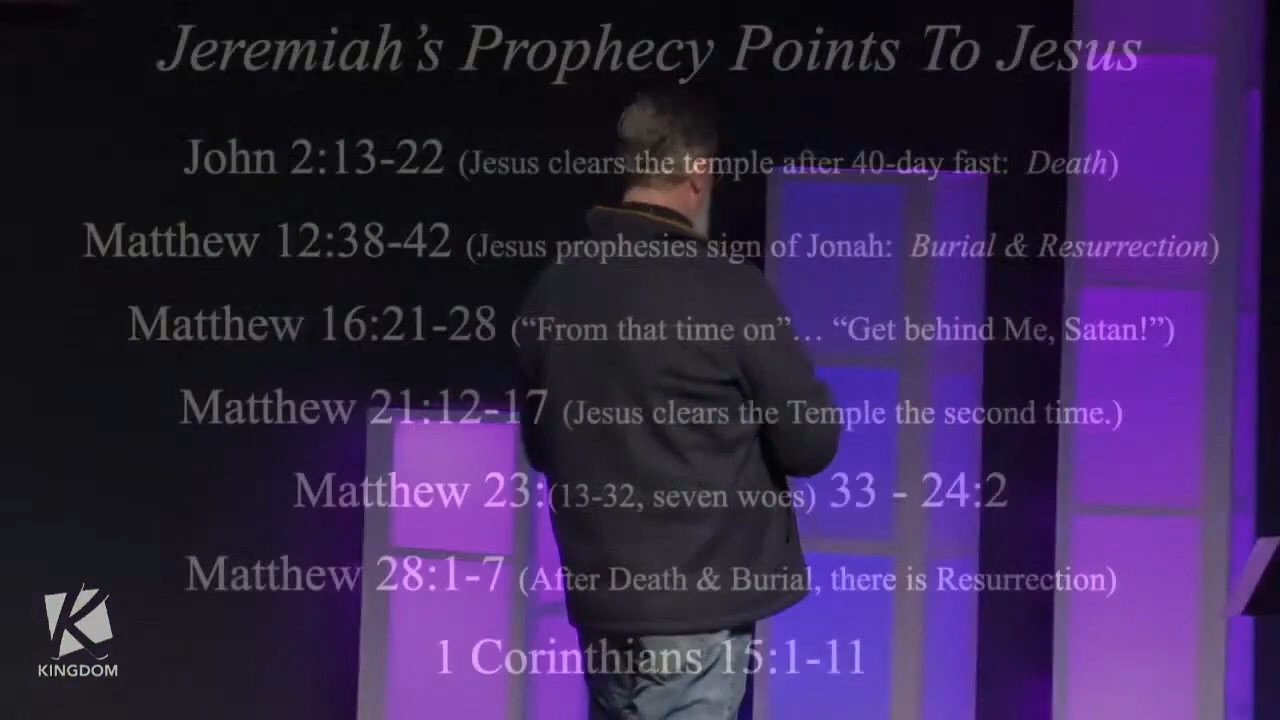 Jeremiah’s Prophecy Points To Jesus
John 2:13-22 (Jesus clears the temple after 40-day fast: Death)
Matthew 12:38-42 (Jesus prophesies sign of Jonah: Burial & Resurrection)
Matthew 16:21-28 (“From that time on”… “Get behind Me, Satan!”)
Matthew 21:12-17 (Jesus clears the Temple the second time.)
Matthew 23:(13-32, seven woes) 33 - 24:2
Matthew 28:1-7 (After Death & Burial, there is Resurrection)
1 Corinthians 15:1-11
K
KINGDOM